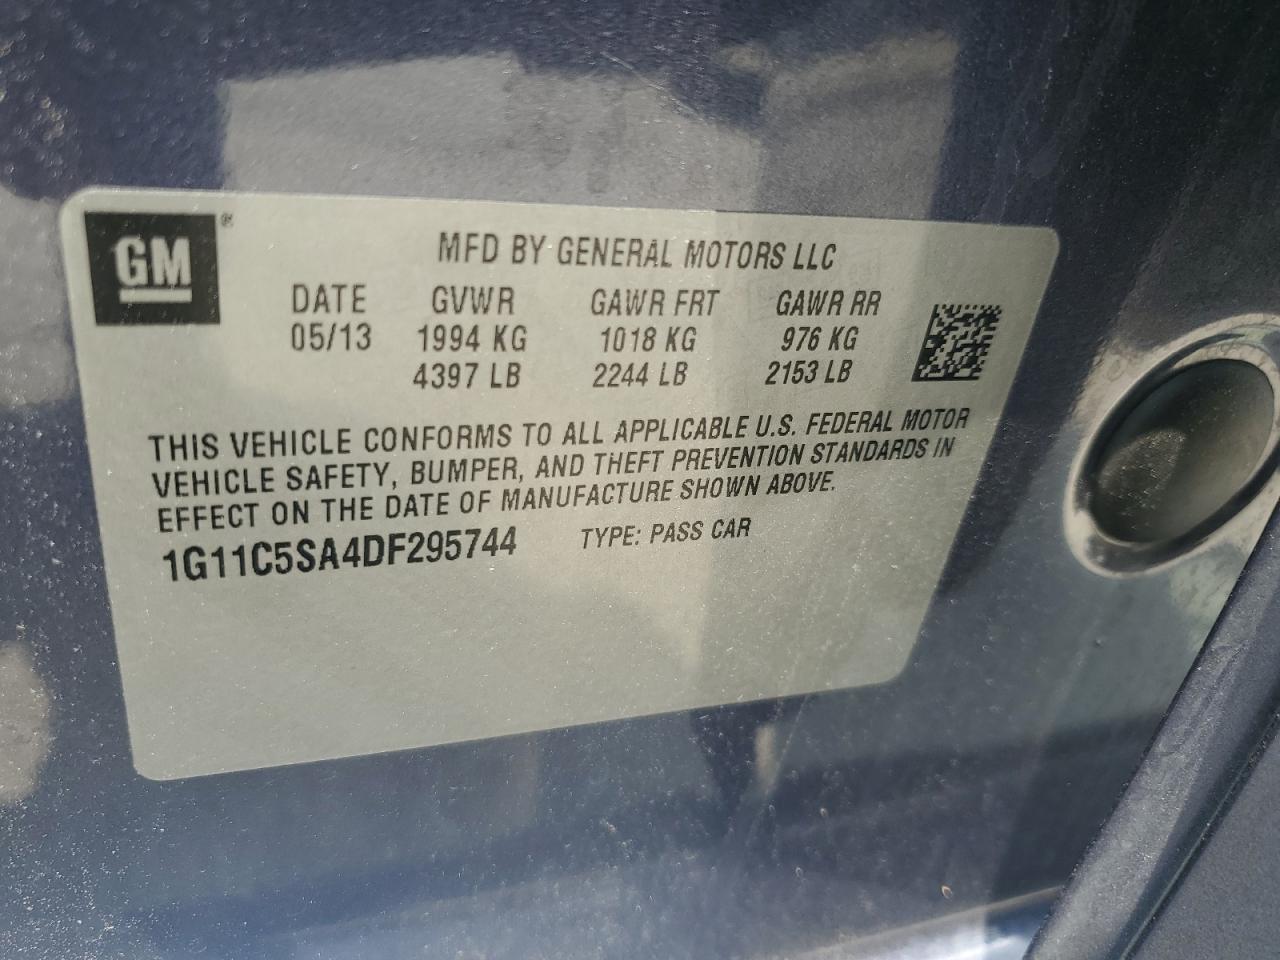 GM®
MFD BY GENERAL MOTORS LLC
DATE GVWR GAWR FRT GAWR RR
05/13 1994 KG 1018 KG 976 KG
4397 LB 2244 LB 2153 LB
THIS VEHICLE CONFORMS TO ALL APPLICABLE U.S. FEDERAL MOTOR
VEHICLE SAFETY, BUMPER, AND THEFT PREVENTION STANDARDS IN
EFFECT ON THE DATE OF MANUFACTURE SHOWN ABOVE.
1G11C5SA4DF295744 TYPE: PASS CAR